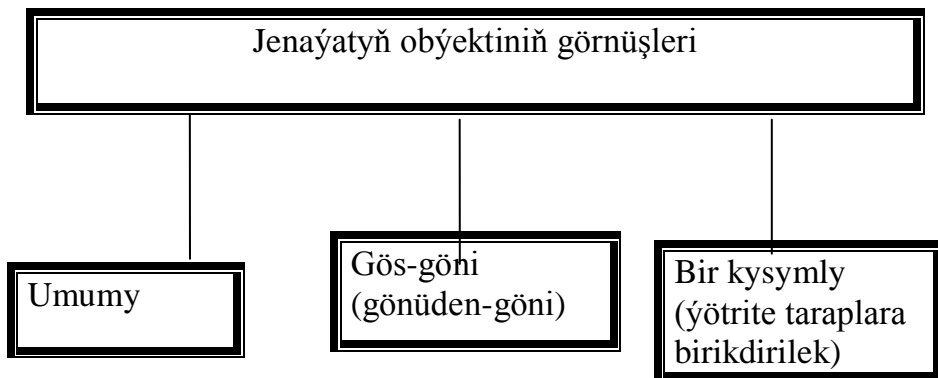 Jenaýatyň obýektiniň görnüşleri
Umumy
Gös-göni
(gönüden-göni)
Bir kysymly
(ýötrite taraplara
birikdirilek)